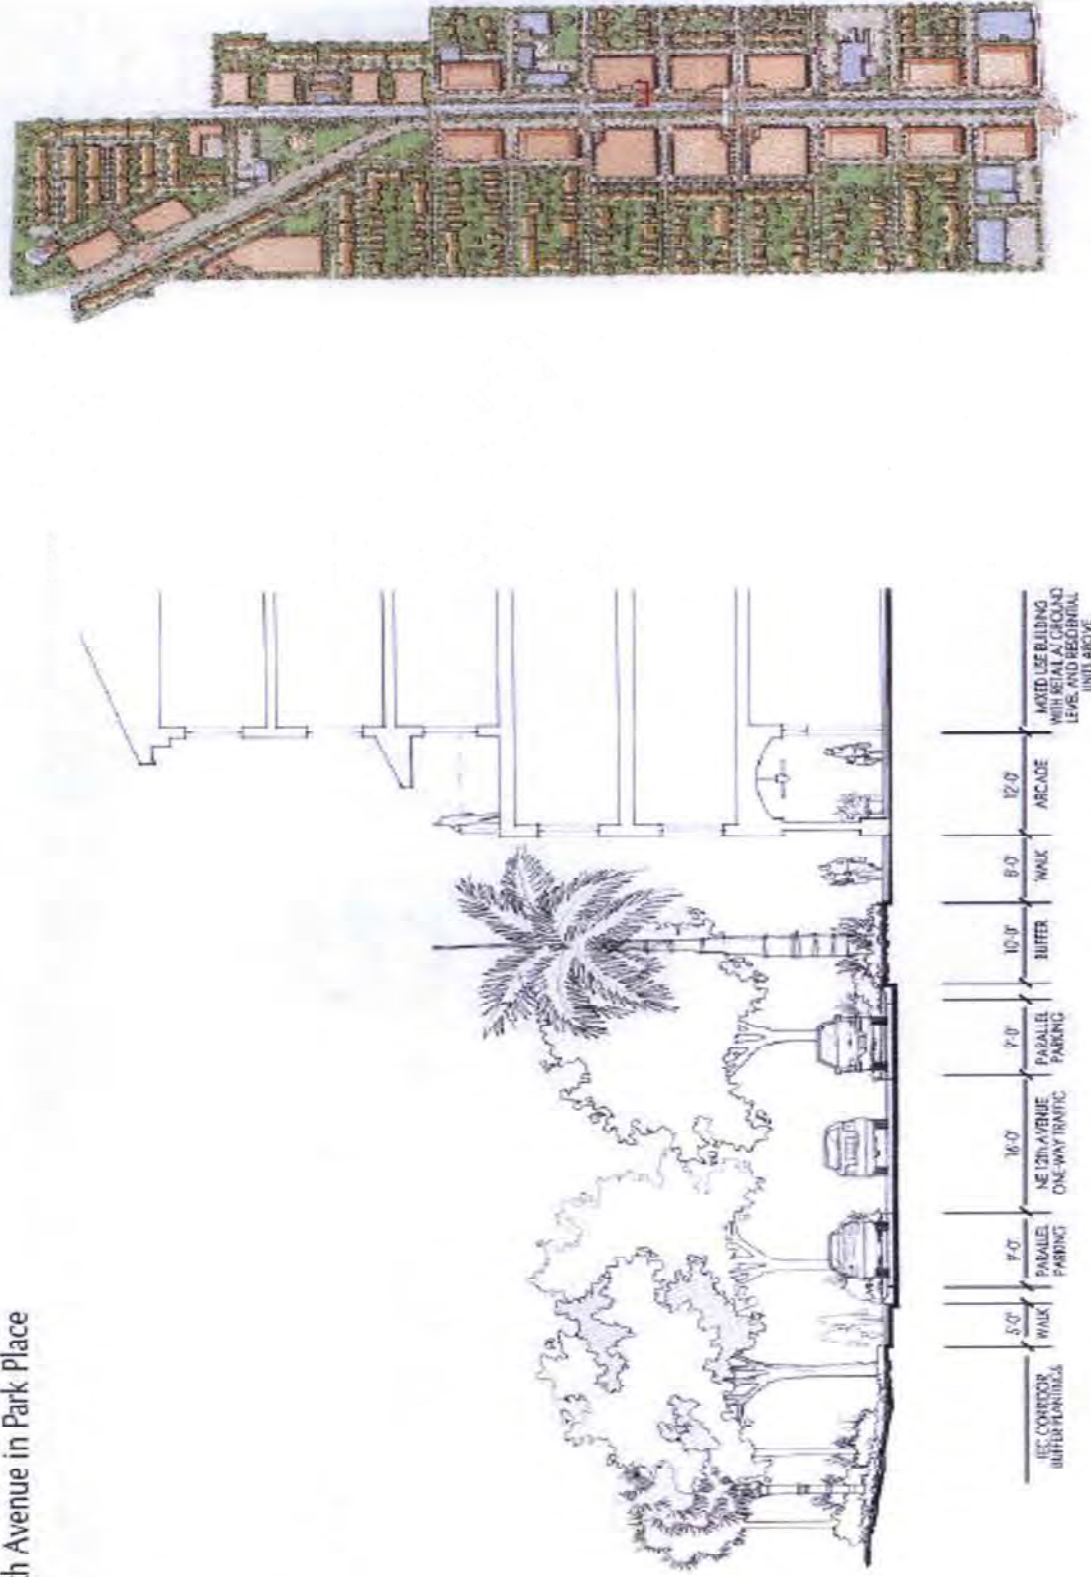 h Avenue in Park Place
5'-0"
9'-0"
16'-0"
9'-0"
10'-0"
8'-0"
12'-0"
FEC CORRIDOR
BUFFER PLANTINGS
WALK
PARALLEL
PARKING
NE 12th AVENUE
ONE-WAY TRAFFIC
PARALLEL
PARKING
BUFFER
WALK
ARCADE
MIXED USE BUILDING
WITH RETAIL AT GROUND
LEVEL AND RESIDENTIAL
UNITS ABOVE